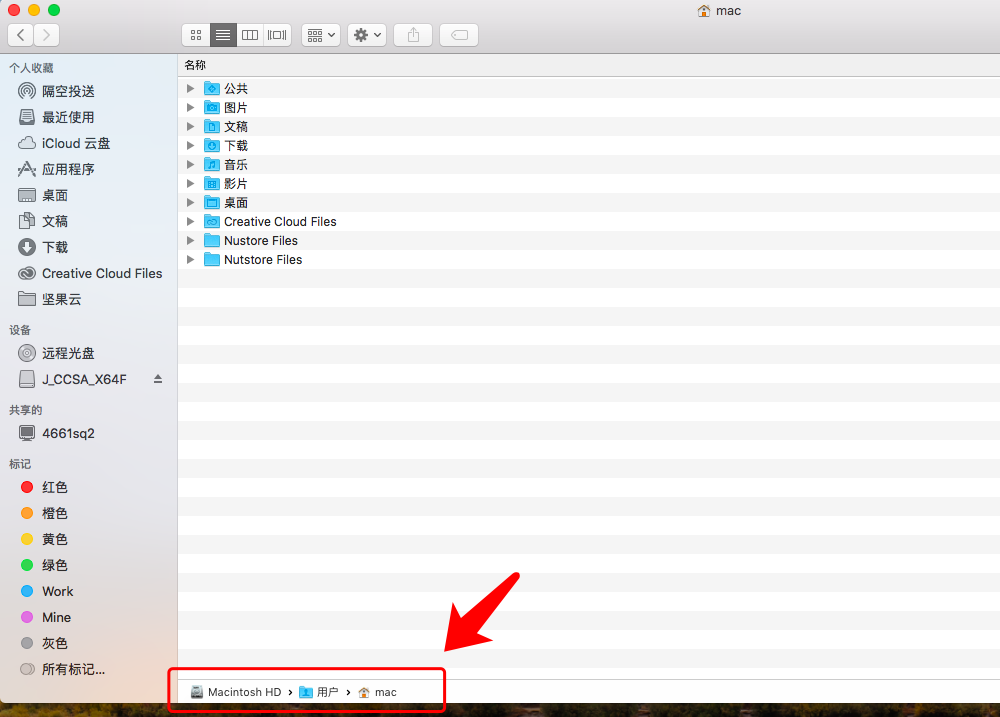 mac
个人收藏
隔空投送
最近使用
iCloud 云盘
应用程序
桌面
文稿
下载
Creative Cloud Files
坚果云
设备
远程光盘
J_CCSA_X64F
共享的
4661sq2
标记
红色
橙色
黄色
绿色
Work
Mine
灰色
所有标记...
名称
公共
图片
文稿
下载
音乐
影片
桌面
Creative Cloud Files
Nustore Files
Nutstore Files
Macintosh HD › 用户 › mac